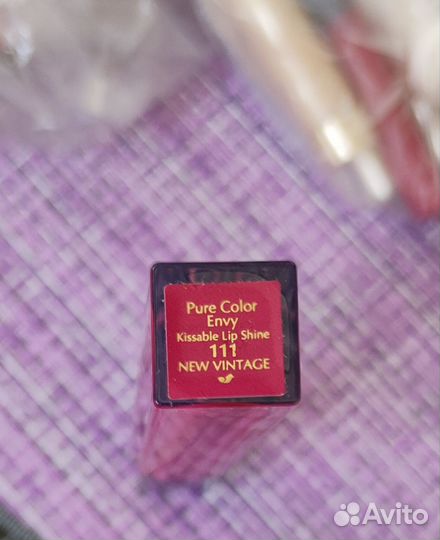 Pure Color
Envy
Kissable Lip Shine
111
NEW VINTAGE
Avito